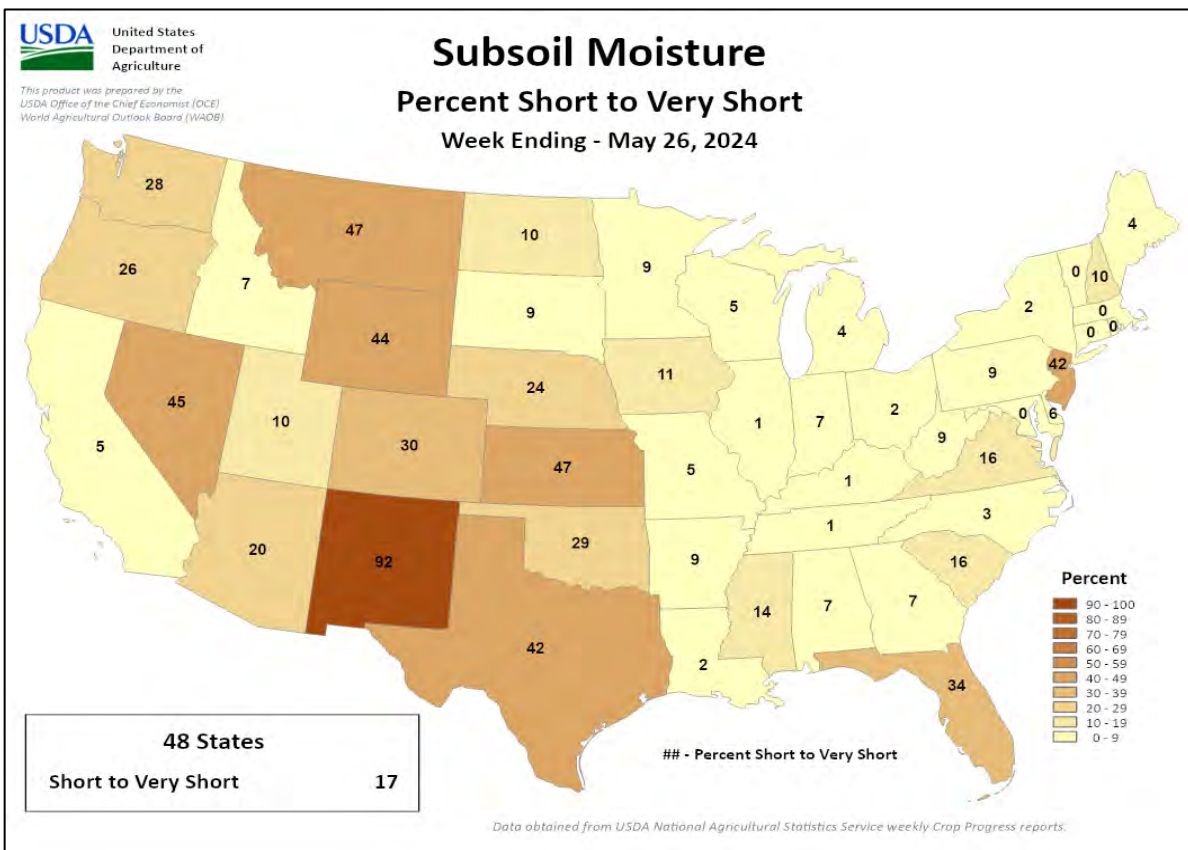 USDA
United States
Department of
Agriculture
This product was prepared by the
USDA Office of the Chief Economist (OCE)
World Agricultural Outlook Board (WAOB)
Subsoil Moisture
Percent Short to Very Short
Week Ending - May 26, 2024
28
47
10
9
4
26
7
9
5
4
0
10
2
0
0
0
44
24
11
9
42
45
10
30
1
7
2
0
6
9
5
47
5
16
1
3
20
92
29
9
1
16
14
7
7
42
2
34
Percent
90 - 100
80 - 89
70 - 79
60 - 69
50 - 59
40 - 49
30 - 39
20 - 29
10 - 19
0 - 9
48 States
Short to Very Short 17
## - Percent Short to Very Short
Data obtained from USDA National Agricultural Statistics Service weekly Crop Progress reports.